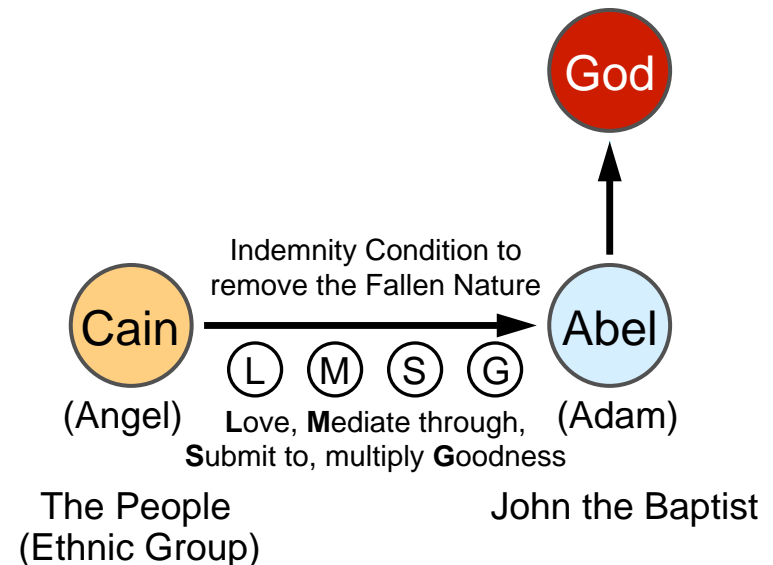 God
Indemnity Condition to
remove the Fallen Nature
Cain
Abel
L M S G
(Angel)
Love, Mediate through,
Submit to, multiply Goodness
(Adam)
The People
(Ethnic Group)
John the Baptist